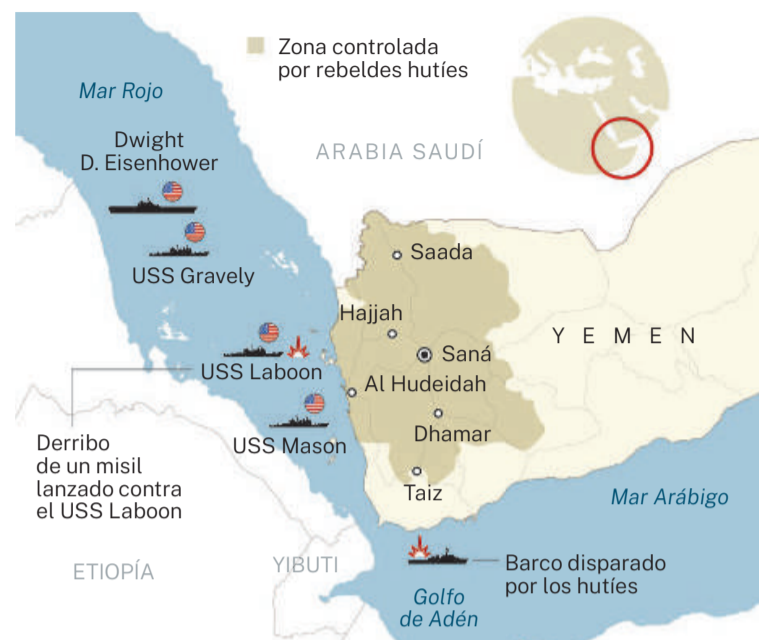 Zona controlada
por rebeldes hutíes
Mar Rojo
Dwight
D. Eisenhower
ARABIA SAUDÍ
USS Gravely
Saada
Hajjah
YEMEN
Saná
USS Laboon
Al Hudeidah
USS Mason
Dhamar
Derribo
de un misil
lanzado contra
el USS Laboon
Taiz
Mar Arábigo
ETIOPÍA
YIBUTI
Barco disparado
por los hutíes
Golfo
de Adén